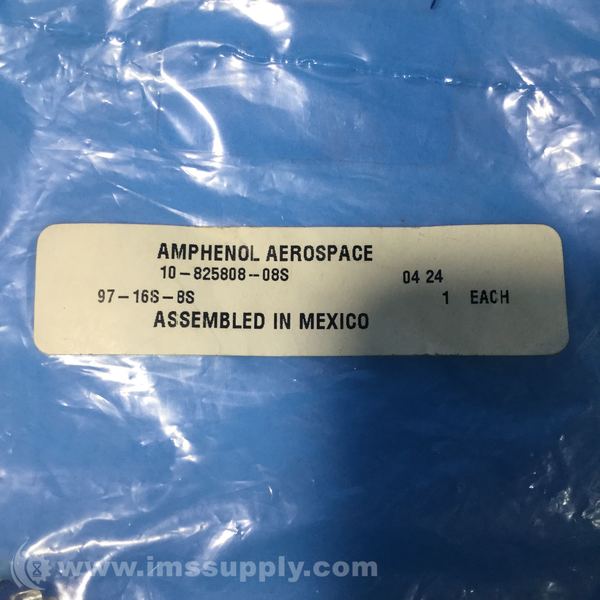 AMPHENOL AEROSPACE
10-825808-08S 04 24
97-16S-8S 1 EACH
ASSEMBLED IN MEXICO
www.imssupply.com